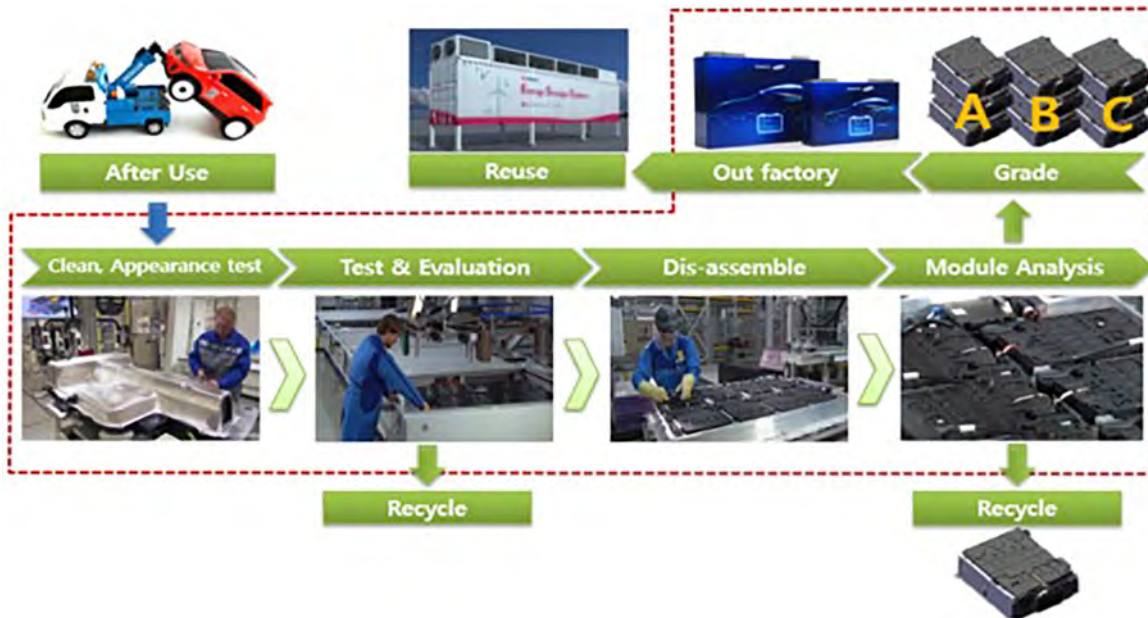 After Use
Reuse
Out factory
Grade
A B C
Clean, Appearance test
Test & Evaluation
Dis-assemble
Module Analysis
Recycle
Recycle